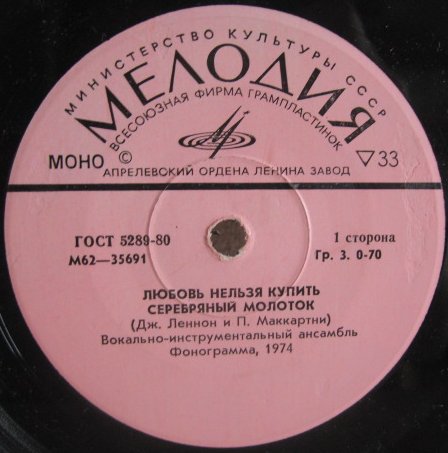 МИНИСТЕРСТВО КУЛЬТУРЫ СССР
МЕЛОДИЯ
ВСЕСОЮЗНАЯ ФИРМА ГРАМПЛАСТИНОК
МОНО © ▽33
АПРЕЛЕВСКИЙ ОРДЕНА ЛЕНИНА ЗАВОД
ГОСТ 5289-80 1 сторона
М62—35691 Гр. 3. 0-70
ЛЮБОВЬ НЕЛЬЗЯ КУПИТЬ
СЕРЕБРЯНЫЙ МОЛОТОК
(Дж. Леннон и П. Маккартни)
Вокально-инструментальный ансамбль
Фонограмма, 1974